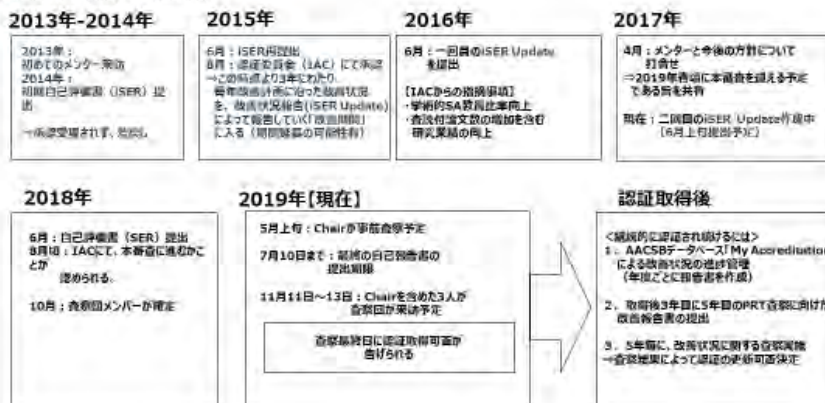 2013年-2014年
2013年：
初めてのメンター来訪
2014年：
初回自己評価書（iSER）提
出
→承認受理されず、差戻し
2015年
6月：iSER再提出
8月：認証委員会（IAC）にて承認
→この時点より3年にわたり、
毎年改善計画に沿った改善状況
を、改善状況報告(iSER Update)
によって報告していく「改善期間」
に入る（期間短縮の可能性有）
2016年
6月：一回目のiSER Update
を提出
【IACからの指摘事項】
・学術的SA教員比率向上
・査読付論文数の増加を含む
研究業績の向上
2017年
4月：メンターと今後の方針について
打合せ
⇒2019年春頃に本審査を迎える予定
である旨を共有
現在：二回目のiSER Update作成中
（6月上旬提出予定）
2018年
6月：自己評価書（SER）提出
8月頃：IACにて、本審査に進むかこ
とが
認められる。
10月：査察団メンバーが確定
2019年【現在】
5月上旬：Chairが事前査察予定
7月10日まで：最終の自己報告書の
提出期限
11月11日～13日：Chairを含めた3人が
査察団が来訪予定
査察最終日に認証取得可否が
告げられる
認証取得後
＜継続的に認証され続けるには＞
1．AACSBデータベース「My Accreditation
による改善状況の進捗管理
（年度ごとに報告書を作成）
2．取得後3年目に5年目のPRT査察に向けた
改善報告書の提出
3．5年毎に、改善状況に関する査察実施
→査察結果によって認証の更新可否決定